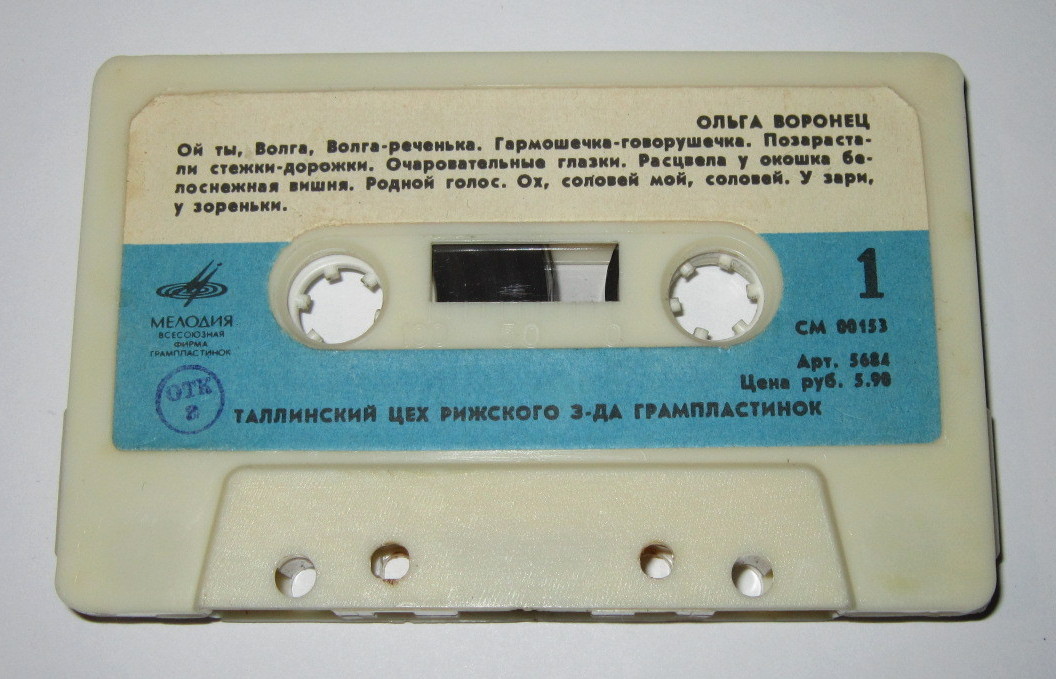 ОЛЬГА ВОРОНЕЦ
Ой ты, Волга, Волга-реченька. Гармошечка-говорушечка. Позараста-
ли стежки-дорожки. Очаровательные глазки. Расцвела у окошка бе-
лоснежная вишня. Родной голос. Ох, соловей мой, соловей. У зари,
у зореньки.
1
МЕЛОДИЯ
ВСЕСОЮЗНАЯ
ФИРМА
ГРАМПЛАСТИНОК
СМ 00153
Арт. 5684
Цена руб. 5.90
ОТК
2
ТАЛЛИНСКИЙ ЦЕХ РИЖСКОГО З-ДА ГРАМПЛАСТИНОК